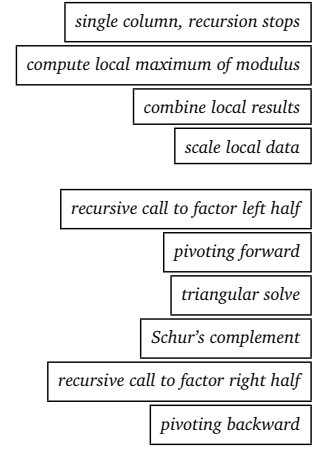 single column, recursion stops
compute local maximum of modulus
combine local results
scale local data
recursive call to factor left half
pivoting forward
triangular solve
Schur's complement
recursive call to factor right half
pivoting backward